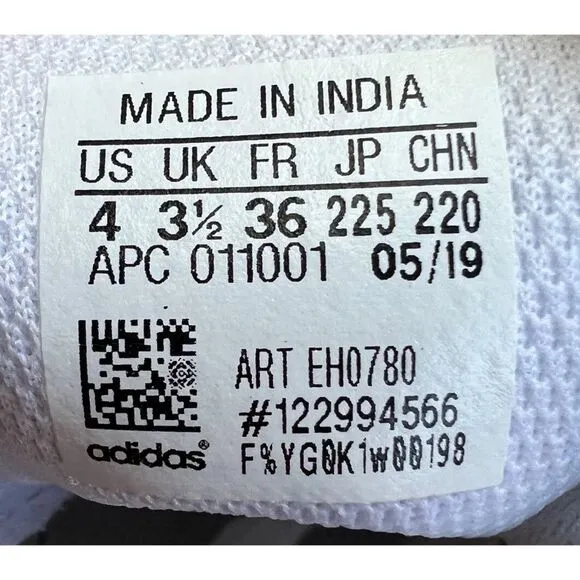 MADE IN INDIA
US UK FR JP CHN
4 3½ 36 225 220
APC 011001 05/19
ART EH0780
#122994566
adidas®
F%YG0K1w00198